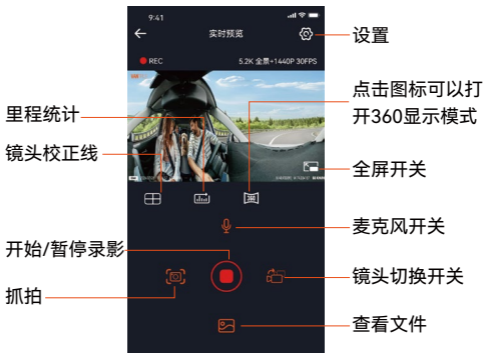 9:41
实时预览
设置
REC
5.2K 全景+1440P 30FPS
点击图标可以打
开360显示模式
里程统计
镜头校正线
全屏开关
麦克风开关
开始/暂停录影
镜头切换开关
抓拍
查看文件